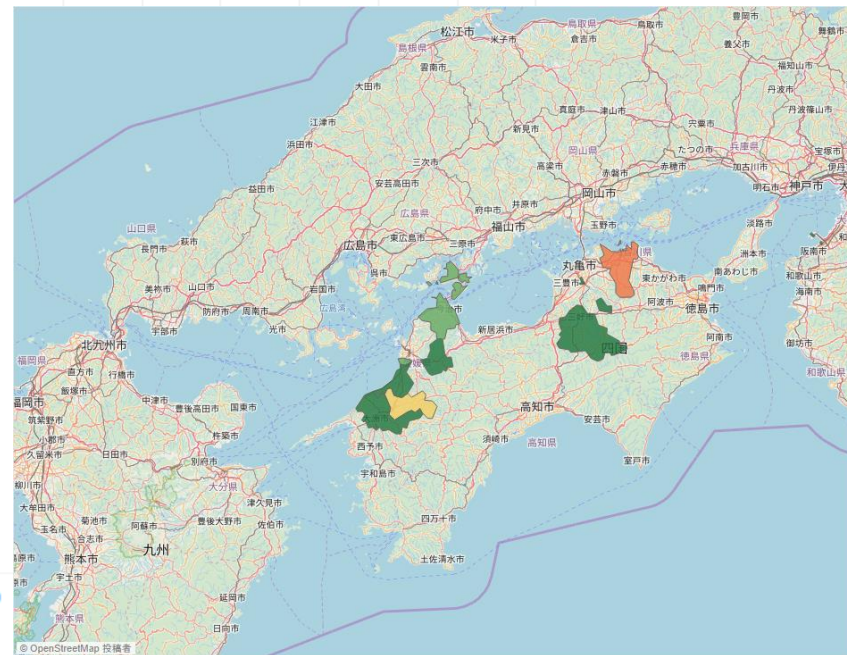 豊岡市
鳥取県
鳥取市
松江市
米子市
倉吉市
島根県
養父市
雲南市
福知山市
大田市
丹波市
真庭市
津山市
丹波篠山市
江津市
宍粟市
新見市
浜田市
兵庫県
岡山県
たつの市
三次市
宝塚市
高梁市
赤磐市
赤穂市
加古川市
安芸高田市
益田市
明石市
神戸市
岡山市
広島県
井原市
府中市
山口県
萩市
福山市
玉野市
淡路市
広島市
東広島市
三原市
長門市
阪南市
丸亀市
洲本市
呉市
美祢市
山口市
岩国市
東かがわ市
南あわじ市
和歌山市
三豊市
鳴門市
海南市
広島湾
防府市
周南市
阿波市
徳島市
宇部市
光市
新居浜市
阿南市
北九州市
御坊市
四国
徳島県
福岡県
直方市
行橋市
和歌山県
飯塚市
福岡市
中津市
豊後高田市
国東市
高知市
筑紫野市
安芸市
小郡市
杵築市
須崎市
高知県
西予市
久留米市
日田市
別府市
室戸市
柳川市
宇和島市
大分県
大牟田市
津久見市
菊池市
四万十市
玉名市
阿蘇市
豊後大野市
佐伯市
合志市
九州
熊本市
土佐清水市
宇土市
延岡市
熊本県
日向市
© OpenStreetMap 投稿者